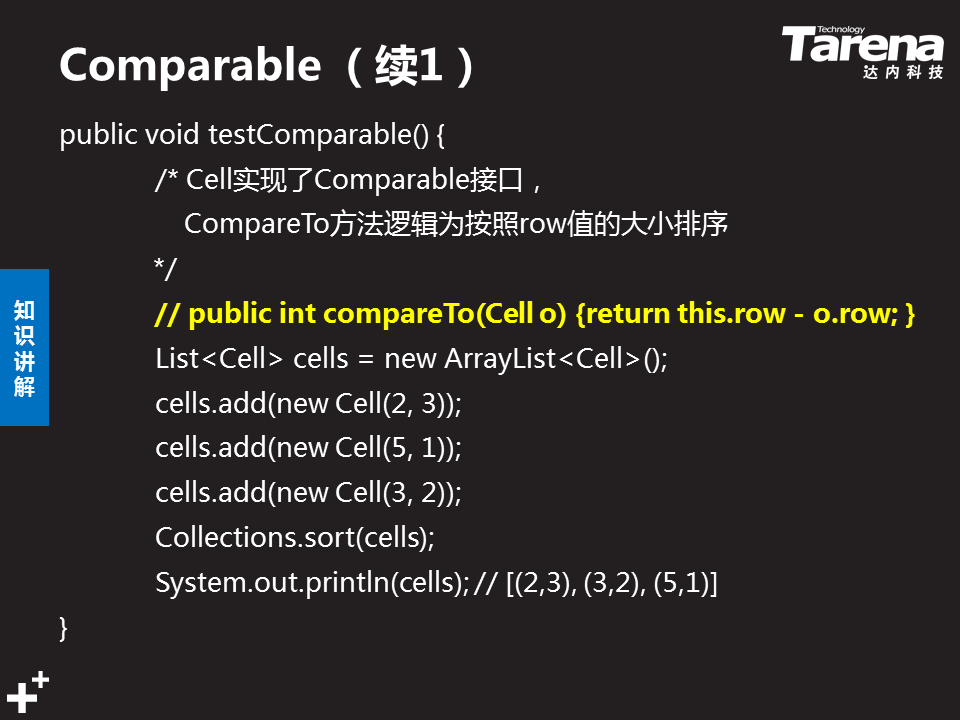 Comparable （续1）
Technology
Tarena
达内科技
public void testComparable() {
/* Cell实现了Comparable接口，
CompareTo方法逻辑为按照row值的大小排序
*/
知识讲解
// public int compareTo(Cell o) {return this.row - o.row; }
List<Cell> cells = new ArrayList<Cell>();
cells.add(new Cell(2, 3));
cells.add(new Cell(5, 1));
cells.add(new Cell(3, 2));
Collections.sort(cells);
System.out.println(cells); // [(2,3), (3,2), (5,1)]
}